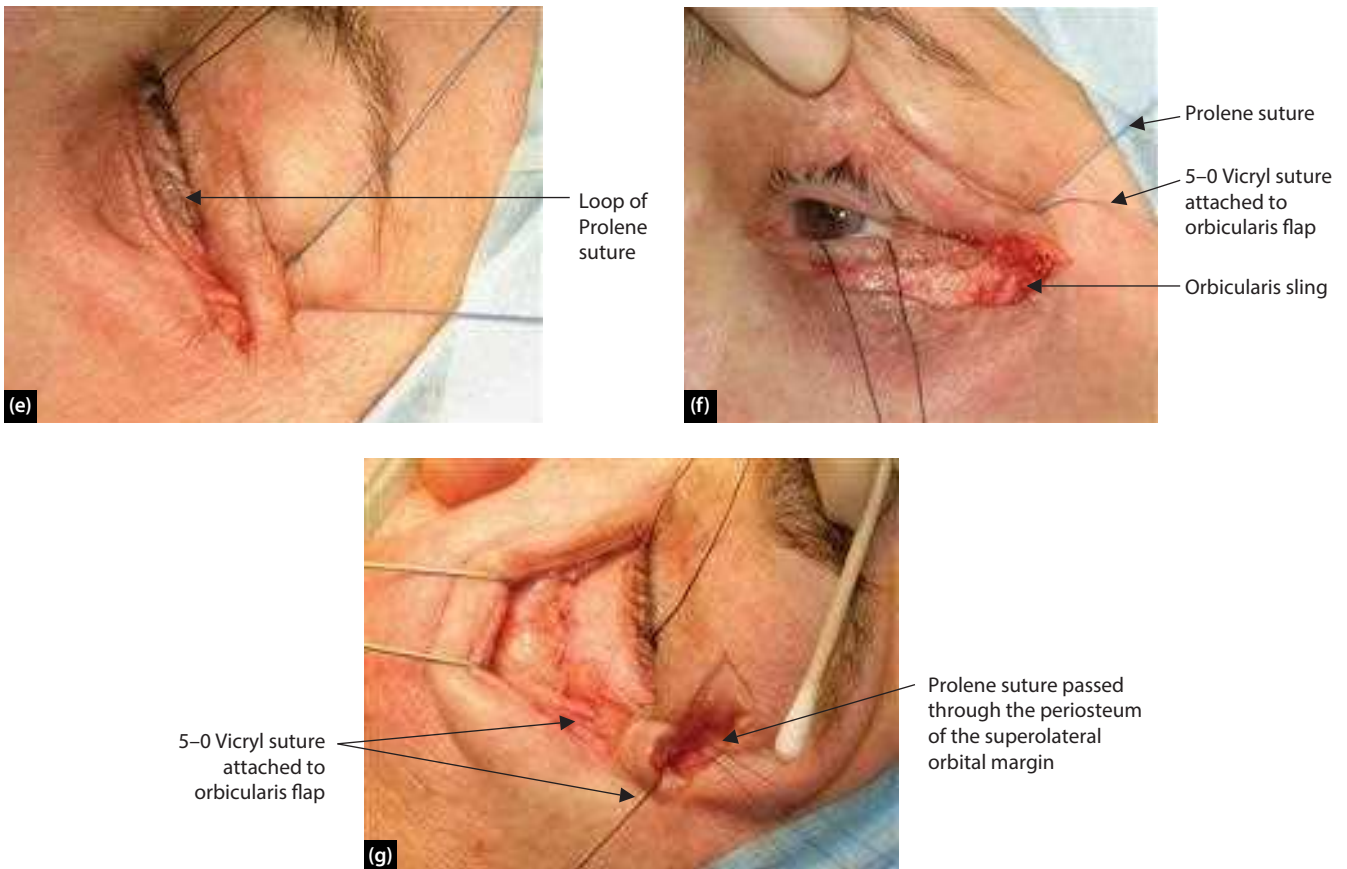 Loop of
Prolene
suture
(e)
Prolene suture
5–0 Vicryl suture
attached to
orbicularis flap
Orbicularis sling
(f)
5–0 Vicryl suture
attached to
orbicularis flap
Prolene suture passed
through the periosteum
of the superolateral
orbital margin
(g)